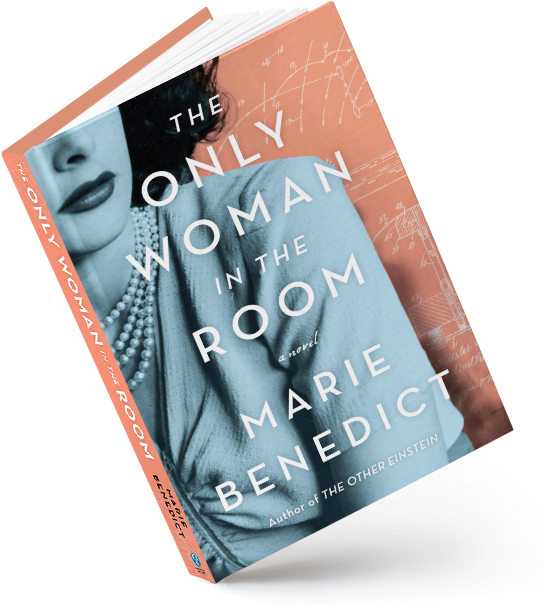 THE
ONLY
WOMAN
IN THE
ROOM
a novel
MARIE
BENEDICT
Author of THE OTHER EINSTEIN
THE ONLY WOMAN IN THE ROOM
MARIE
BENEDICT